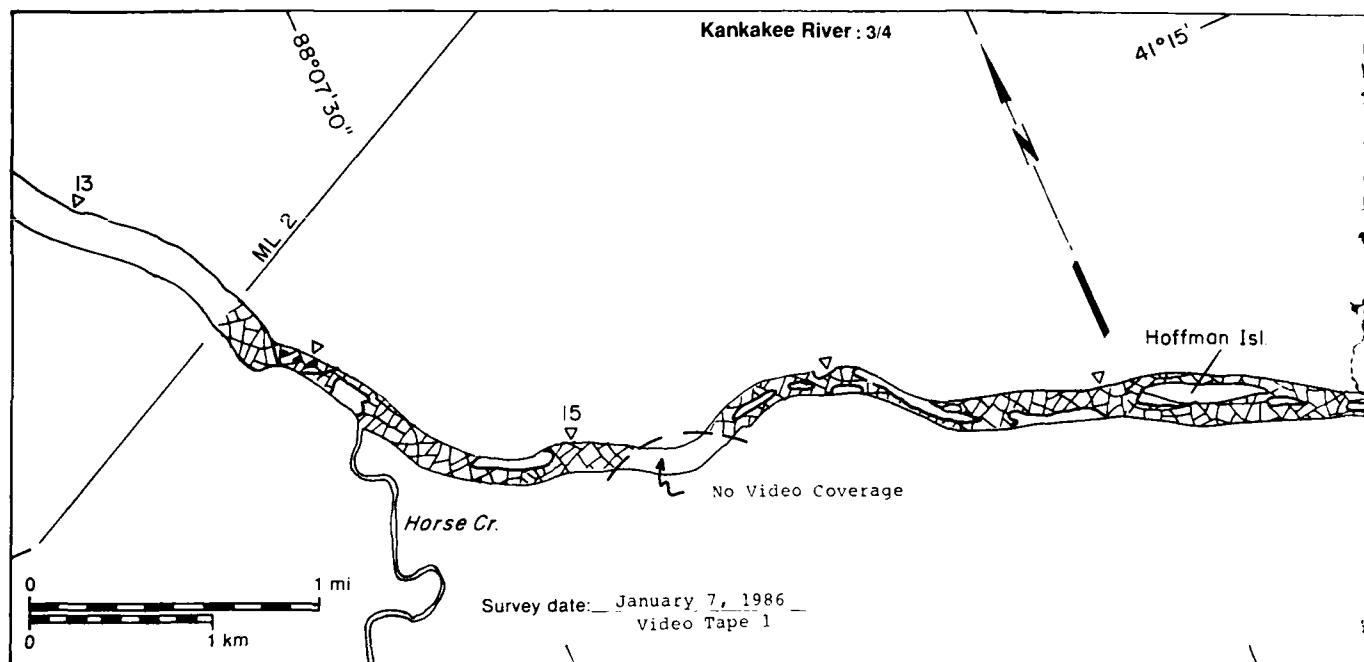 Kankakee River : 3/4
88°07'30"
41°15'
13
ML 2
Hoffman Isl.
15
No Video Coverage
Horse Cr.
0 1 mi
0 1 km
Survey date: January 7, 1986
Video Tape 1